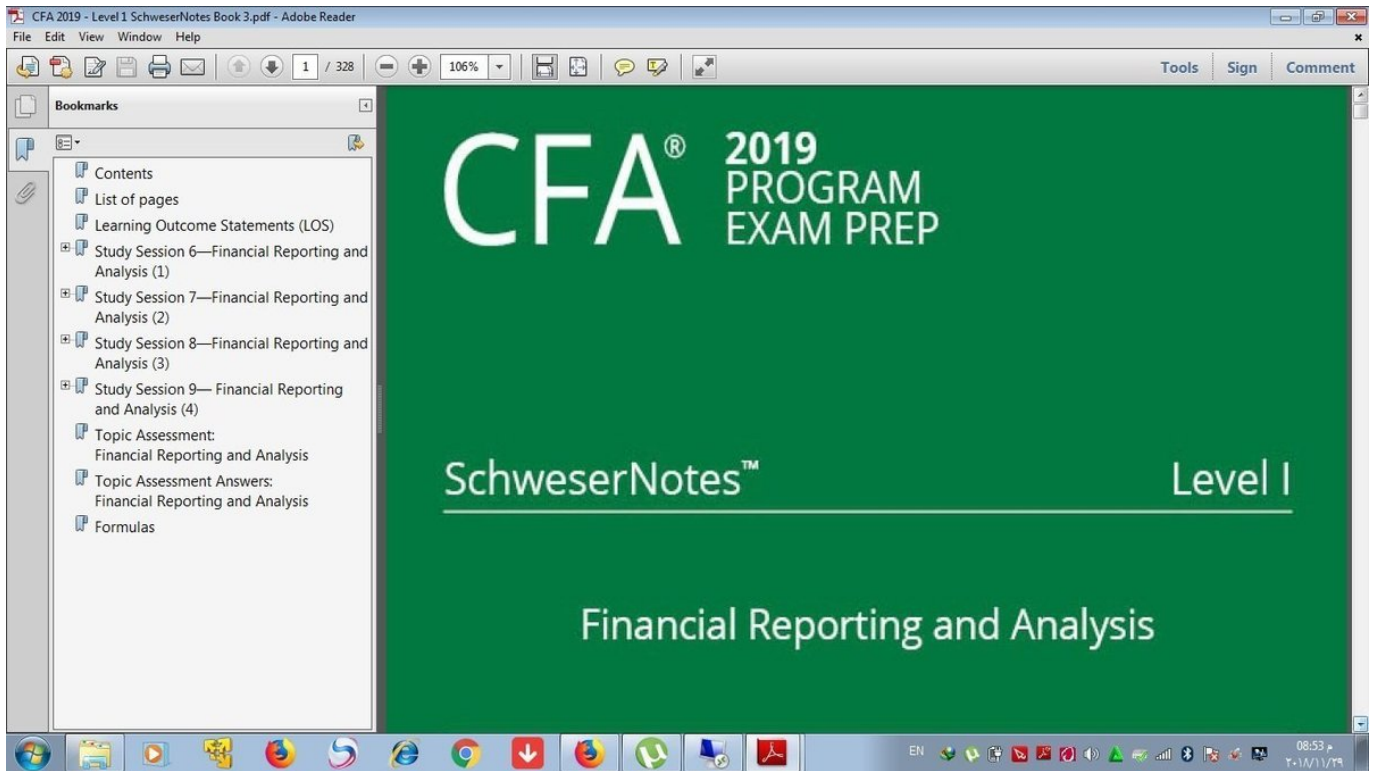 CFA 2019 - Level 1 SchweserNotes Book 3.pdf - Adobe Reader
File Edit View Window Help
1 / 328 106% Tools Sign Comment
Bookmarks
Contents
List of pages
Learning Outcome Statements (LOS)
Study Session 6—Financial Reporting and
Analysis (1)
Study Session 7—Financial Reporting and
Analysis (2)
Study Session 8—Financial Reporting and
Analysis (3)
Study Session 9— Financial Reporting
and Analysis (4)
Topic Assessment:
Financial Reporting and Analysis
Topic Assessment Answers:
Financial Reporting and Analysis
Formulas
CFA® 2019
PROGRAM
EXAM PREP
SchweserNotes™ Level I
Financial Reporting and Analysis
EN 08:53 م
٢٠١٨/١١/٢٩